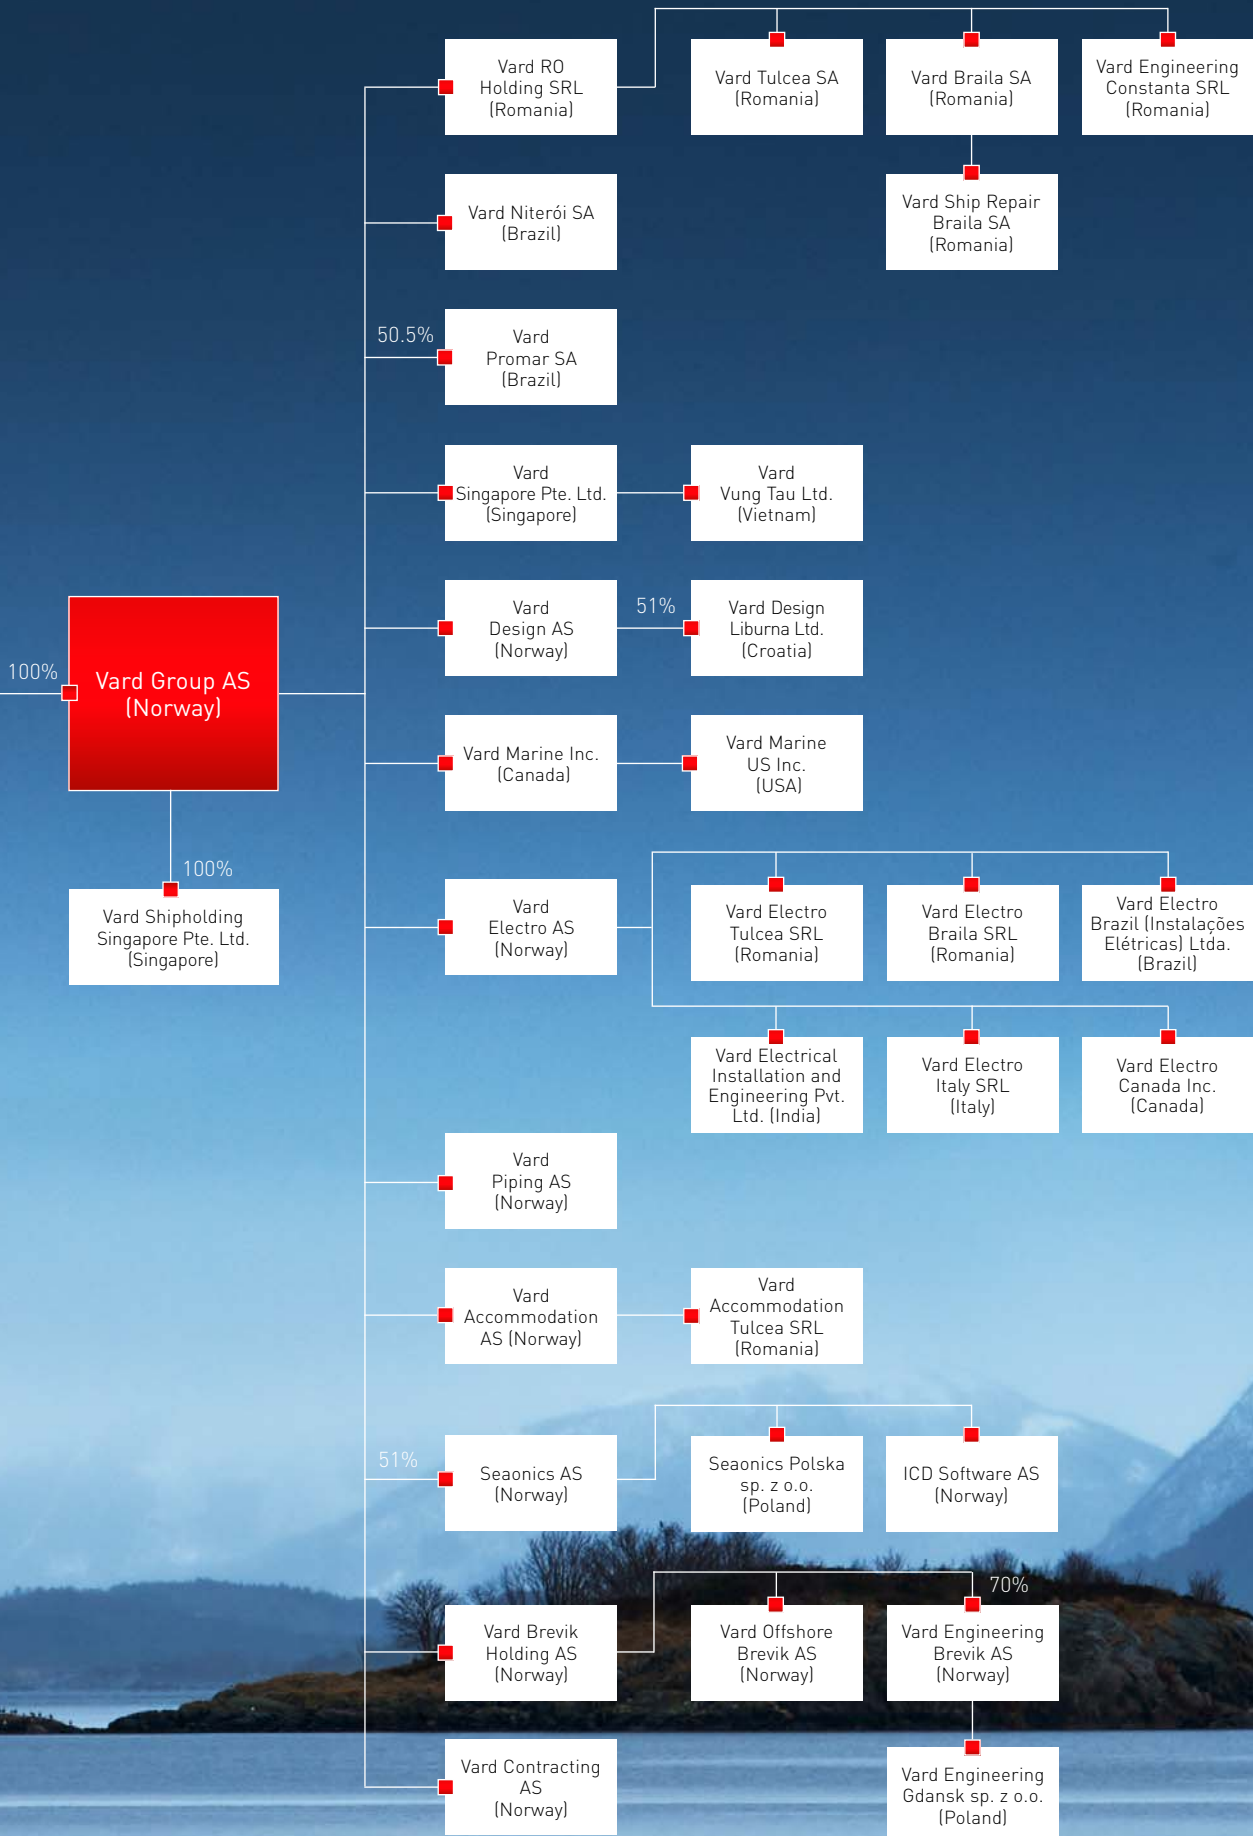 Vard RO
Holding SRL
(Romania)
Vard Tulcea SA
(Romania)
Vard Braila SA
(Romania)
Vard Engineering
Constanta SRL
(Romania)
Vard Ship Repair
Braila SA
(Romania)
Vard Niterói SA
(Brazil)
50.5%
Vard
Promar SA
(Brazil)
Vard
Singapore Pte. Ltd.
(Singapore)
Vard
Vung Tau Ltd.
(Vietnam)
Vard
Design AS
(Norway)
51%
Vard Design
Liburna Ltd.
(Croatia)
100%
Vard Group AS
(Norway)
Vard Marine Inc.
(Canada)
Vard Marine
US Inc.
(USA)
100%
Vard Shipholding
Singapore Pte. Ltd.
(Singapore)
Vard
Electro AS
(Norway)
Vard Electro
Tulcea SRL
(Romania)
Vard Electro
Braila SRL
(Romania)
Vard Electro
Brazil (Instalações
Elétricas) Ltda.
(Brazil)
Vard Electrical
Installation and
Engineering Pvt.
Ltd. (India)
Vard Electro
Italy SRL
(Italy)
Vard Electro
Canada Inc.
(Canada)
Vard
Piping AS
(Norway)
Vard
Accommodation
AS (Norway)
Vard
Accommodation
Tulcea SRL
(Romania)
51%
Seaonics AS
(Norway)
Seaonics Polska
sp. z o.o.
(Poland)
ICD Software AS
(Norway)
Vard Brevik
Holding AS
(Norway)
Vard Offshore
Brevik AS
(Norway)
70%
Vard Engineering
Brevik AS
(Norway)
Vard Contracting
AS
(Norway)
Vard Engineering
Gdansk sp. z o.o.
(Poland)